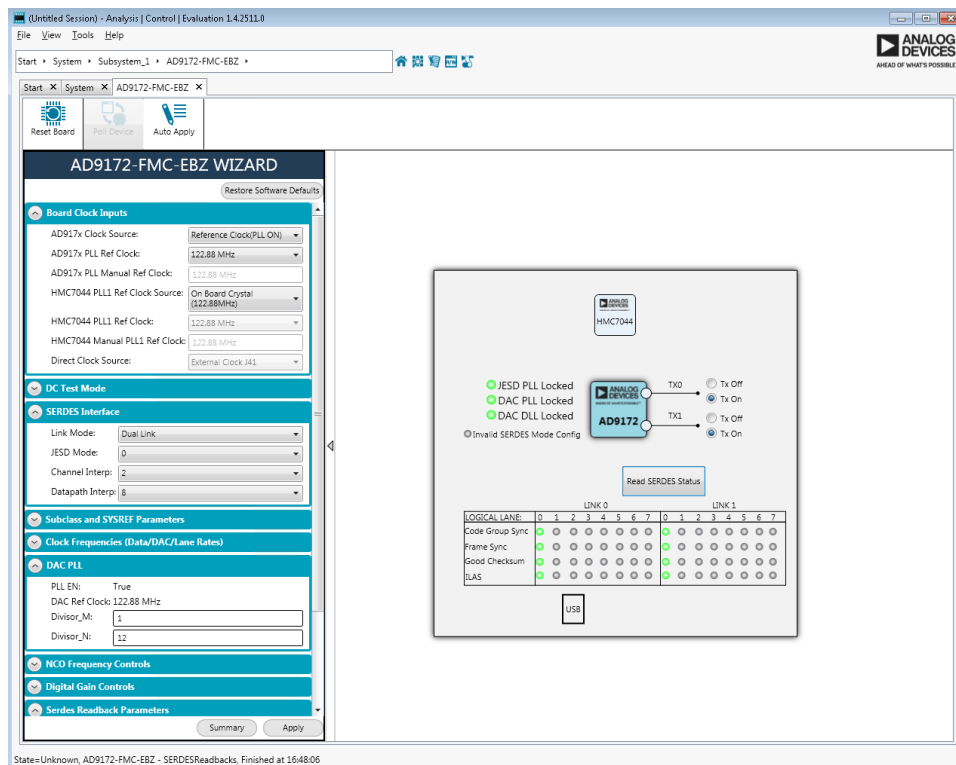 (Untitled Session) - Analysis | Control | Evaluation 1.4.2511.0
File View Tools Help
Start System Subsystem_1 AD9172-FMC-EBZ
ANALOG DEVICES
AHEAD OF WHAT'S POSSIBLE
Start System AD9172-FMC-EBZ
Reset Board Poll Device Auto Apply
AD9172-FMC-EBZ WIZARD
Restore Software Defaults
Board Clock Inputs
AD917x Clock Source: Reference Clock(PLL ON)
AD917x PLL Ref Clock: 122.88 MHz
AD917x PLL Manual Ref Clock: 122.88 MHz
HMC7044 PLL1 Ref Clock Source: On Board Crystal (122.88MHz)
HMC7044 PLL1 Ref Clock: 122.88 MHz
HMC7044 Manual PLL1 Ref Clock: 122.88 MHz
Direct Clock Source: External Clock J41
DC Test Mode
SERDES Interface
Link Mode: Dual Link
JESD Mode: 0
Channel Interp: 2
Datapath Interp: 8
Subclass and SYSREF Parameters
Clock Frequencies (Data/DAC/Lane Rates)
DAC PLL
PLL EN: True
DAC Ref Clock: 122.88 MHz
Divisor_M: 1
Divisor_N: 12
NCO Frequency Controls
Digital Gain Controls
Serdes Readback Parameters
Summary Apply
ANALOG DEVICES
HMC7044
JESD PLL Locked
DAC PLL Locked
DAC DLL Locked
Invalid SERDES Mode Config
ANALOG DEVICES
AD9172
TX0 Tx Off
Tx On
TX1 Tx Off
Tx On
Read SERDES Status
LINK 0 LINK 1
LOGICAL LANE: 0 1 2 3 4 5 6 7 0 1 2 3 4 5 6 7
Code Group Sync
Frame Sync
Good Checksum
ILAS
USB
State=Unknown, AD9172-FMC-EBZ - SERDESReadbacks, Finished at 16:48:06